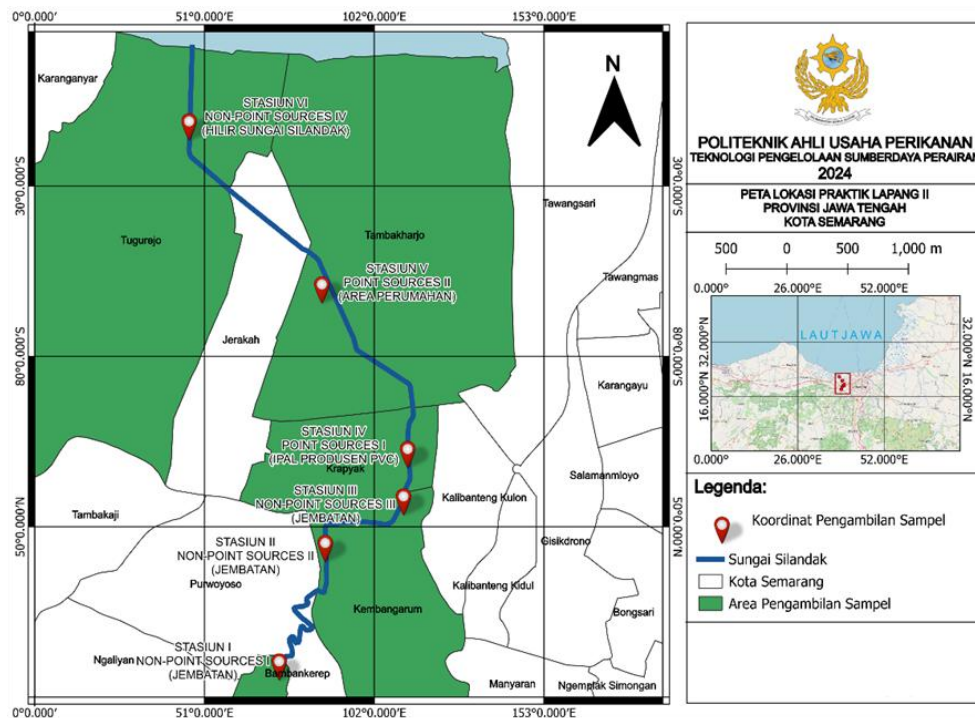 0°0.000' 51°0.000' 102°0.000' 153°0.000'
Karanganyar
N
STASIUN VI
NON-POINT SOURCES IV
(HILIR SUNGAI SILANDAK)
30°0.000'S
30°0.000'S
Tawangsari
Tugurejo
Tambakharjo
Tawangmas
STASIUN V
POINT SOURCES II
(AREA PERUMAHAN)
Jerakah
80°0.000'S
80°0.000'S
Karangayu
STASIUN IV
POINT SOURCES I
(IPAL PRODUSEN PVC)
Krapyak
Salamanmloyo
STASIUN III
NON-POINT SOURCES III
(JEMBATAN)
Kalibanteng Kulon
Tambakaji
50°0.000'N
50°0.000'N
Gisikdrono
STASIUN II
NON-POINT SOURCES II
(JEMBATAN)
Purwoyoso
Kalibanteng Kidul
Kembangarum
Bongsari
STASIUN I
NON-POINT SOURCES I
(JEMBATAN)
Ngaliyan
Bambankerep
Manyaran
Ngemplak Simongan
0°0.000' 51°0.000' 102°0.000' 153°0.000'
POLITEKNIK AHLI USAHA PERIKANAN
TEKNOLOGI PENGELOLAAN SUMBERDAYA PERAIRAN
2024
PETA LOKASI PRAKTIK LAPANG II
PROVINSI JAWA TENGAH
KOTA SEMARANG
500 0 500 1,000 m
0.000° 26.000°E 52.000°E
LAUT JAWA
16.000°N 32.000°N
32.000°N 16.000°N
0.000° 26.000°E 52.000°E
Legenda:
Koordinat Pengambilan Sampel
Sungai Silandak
Kota Semarang
Area Pengambilan Sampel